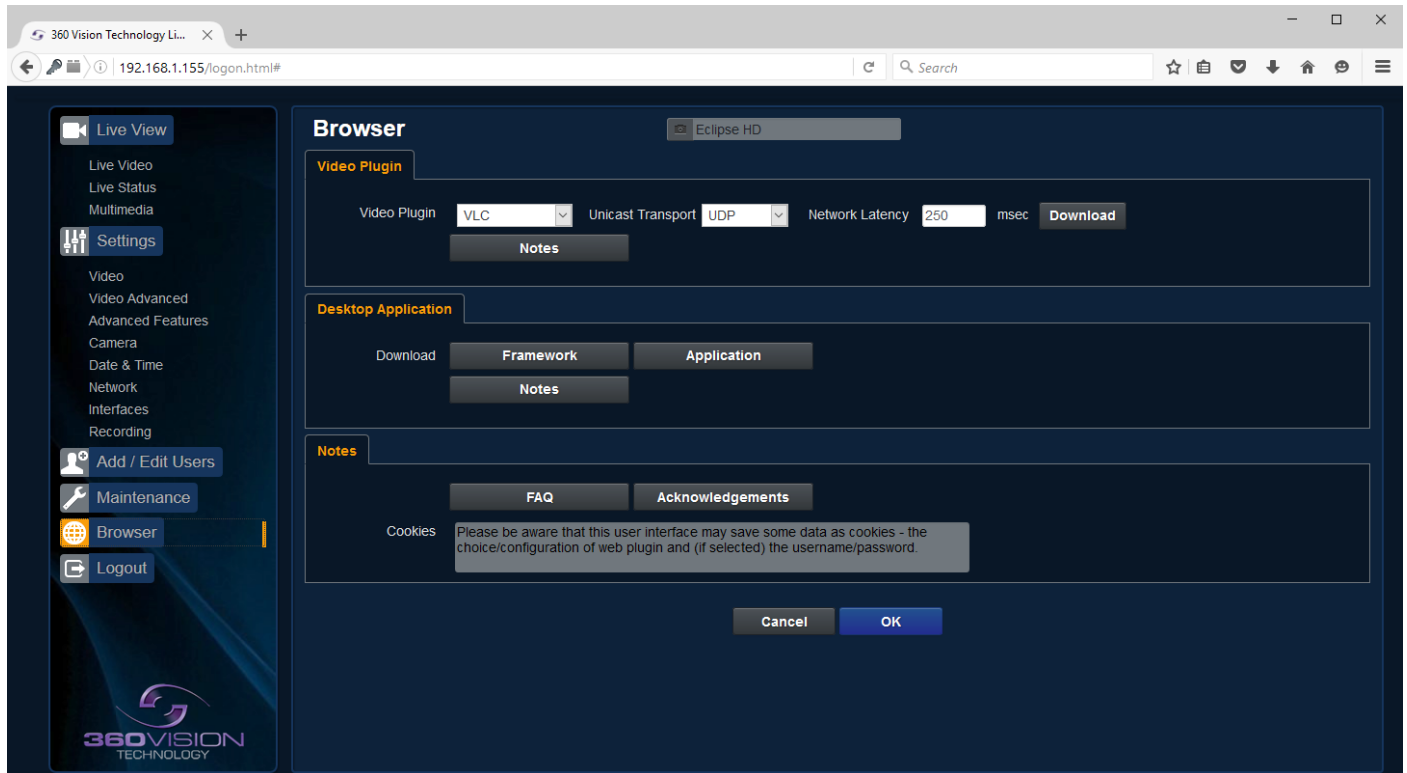 360 Vision Technology Li...
192.168.1.155/logon.html#
Search
Live View
Live Video
Live Status
Multimedia
Settings
Video
Video Advanced
Advanced Features
Camera
Date & Time
Network
Interfaces
Recording
Add / Edit Users
Maintenance
Browser
Logout
360VISION
TECHNOLOGY
Browser
Eclipse HD
Video Plugin
Video Plugin VLC Unicast Transport UDP Network Latency 250 msec Download
Notes
Desktop Application
Download Framework Application
Notes
Notes
FAQ Acknowledgements
Cookies Please be aware that this user interface may save some data as cookies - the
choice/configuration of web plugin and (if selected) the username/password.
Cancel OK